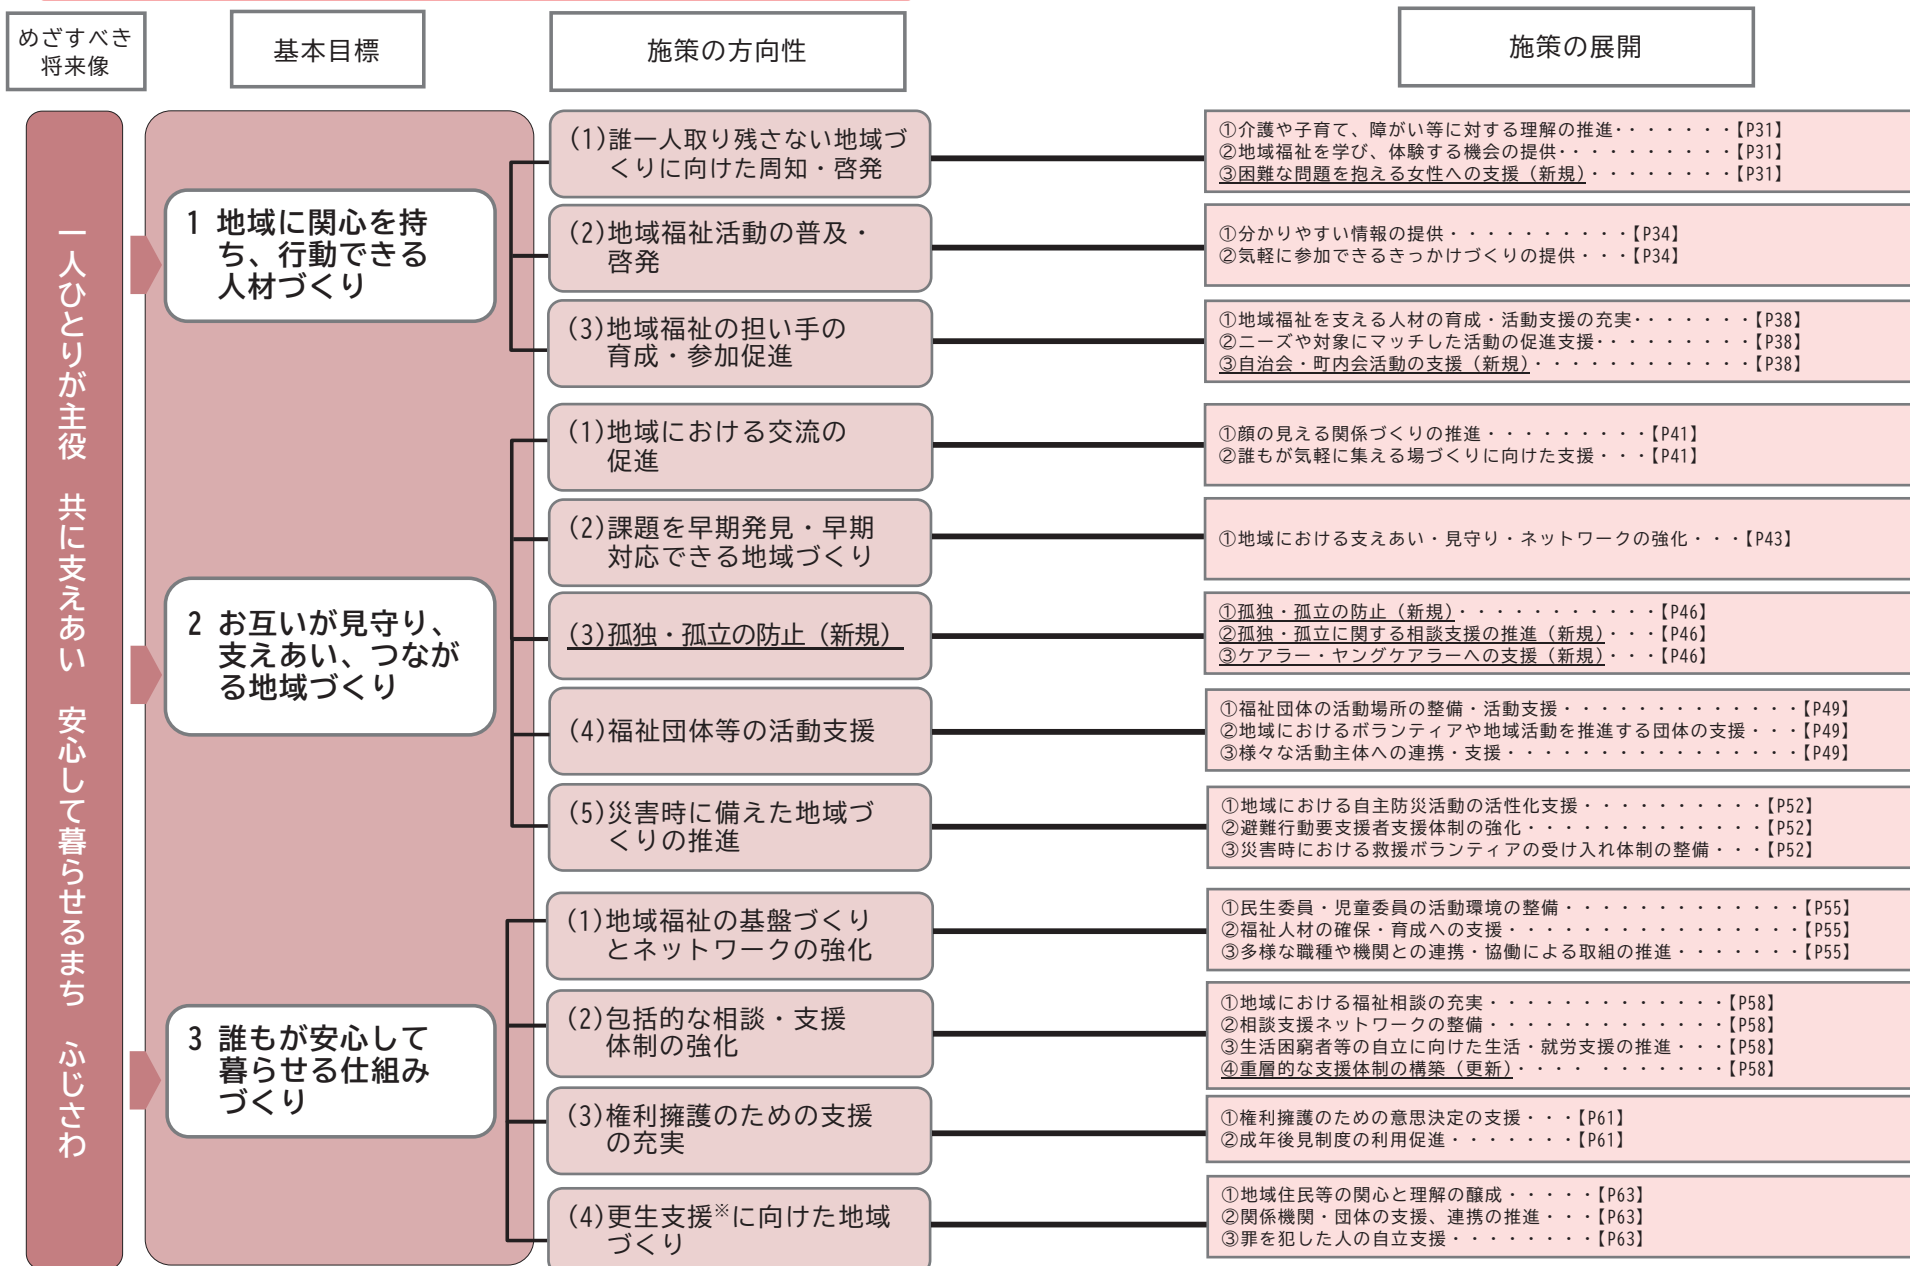 めざすべき
将来像
基本目標
施策の方向性
施策の展開
一人ひとりが主役　共に支えあい　安心して暮らせるまち　ふじさわ
1 地域に関心を持
ち、行動できる
人材づくり
(1)誰一人取り残さない地域づ
くりに向けた周知・啓発
①介護や子育て、障がい等に対する理解の推進・・・・・・・【P31】
②地域福祉を学び、体験する機会の提供・・・・・・・・・・【P31】
③困難な問題を抱える女性への支援（新規）・・・・・・・・【P31】
(2)地域福祉活動の普及・
啓発
①分かりやすい情報の提供・・・・・・・・・・【P34】
②気軽に参加できるきっかけづくりの提供・・・【P34】
(3)地域福祉の担い手の
育成・参加促進
①地域福祉を支える人材の育成・活動支援の充実・・・・・・・【P38】
②ニーズや対象にマッチした活動の促進支援・・・・・・・・・【P38】
③自治会・町内会活動の支援（新規）・・・・・・・・・・・・【P38】
2 お互いが見守り、
支えあい、つなが
る地域づくり
(1)地域における交流の
促進
①顔の見える関係づくりの推進・・・・・・・・・【P41】
②誰もが気軽に集える場づくりに向けた支援・・・【P41】
(2)課題を早期発見・早期
対応できる地域づくり
①地域における支えあい・見守り・ネットワークの強化・・・【P43】
(3)孤独・孤立の防止（新規）
①孤独・孤立の防止（新規）・・・・・・・・・・・【P46】
②孤独・孤立に関する相談支援の推進（新規）・・・【P46】
③ケアラー・ヤングケアラーへの支援（新規）・・・【P46】
(4)福祉団体等の活動支援
①福祉団体の活動場所の整備・活動支援・・・・・・・・・・・・・【P49】
②地域におけるボランティアや地域活動を推進する団体の支援・・・【P49】
③様々な活動主体への連携・支援・・・・・・・・・・・・・・・・【P49】
(5)災害時に備えた地域づ
くりの推進
①地域における自主防災活動の活性化支援・・・・・・・・・・・【P52】
②避難行動要支援者支援体制の強化・・・・・・・・・・・・・・【P52】
③災害時における救援ボランティアの受け入れ体制の整備・・・【P52】
3 誰もが安心して
暮らせる仕組み
づくり
(1)地域福祉の基盤づくり
とネットワークの強化
①民生委員・児童委員の活動環境の整備・・・・・・・・・・・・・【P55】
②福祉人材の確保・育成への支援・・・・・・・・・・・・・・・・【P55】
③多様な職種や機関との連携・協働による取組の推進・・・・・・・【P55】
(2)包括的な相談・支援
体制の強化
①地域における福祉相談の充実・・・・・・・・・・・・・【P58】
②相談支援ネットワークの整備・・・・・・・・・・・・・【P58】
③生活困窮者等の自立に向けた生活・就労支援の推進・・・【P58】
④重層的な支援体制の構築（更新）・・・・ ・・・・・・・【P58】
(3)権利擁護のための支援
の充実
①権利擁護のための意思決定の支援・・・【P61】
②成年後見制度の利用促進・・・・・・・【P61】
(4)更生支援※に向けた地域
づくり
①地域住民等の関心と理解の醸成・・・・・【P63】
②関係機関・団体の支援、連携の推進・・・【P63】
③罪を犯した人の自立支援・・・・・・・・【P63】